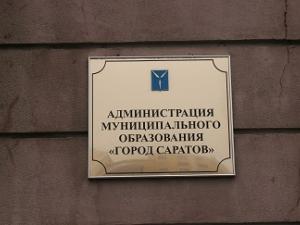 АДМИНИСТРАЦИЯ
МУНИЦИПАЛЬНОГО
ОБРАЗОВАНИЯ
«ГОРОД САРАТОВ»